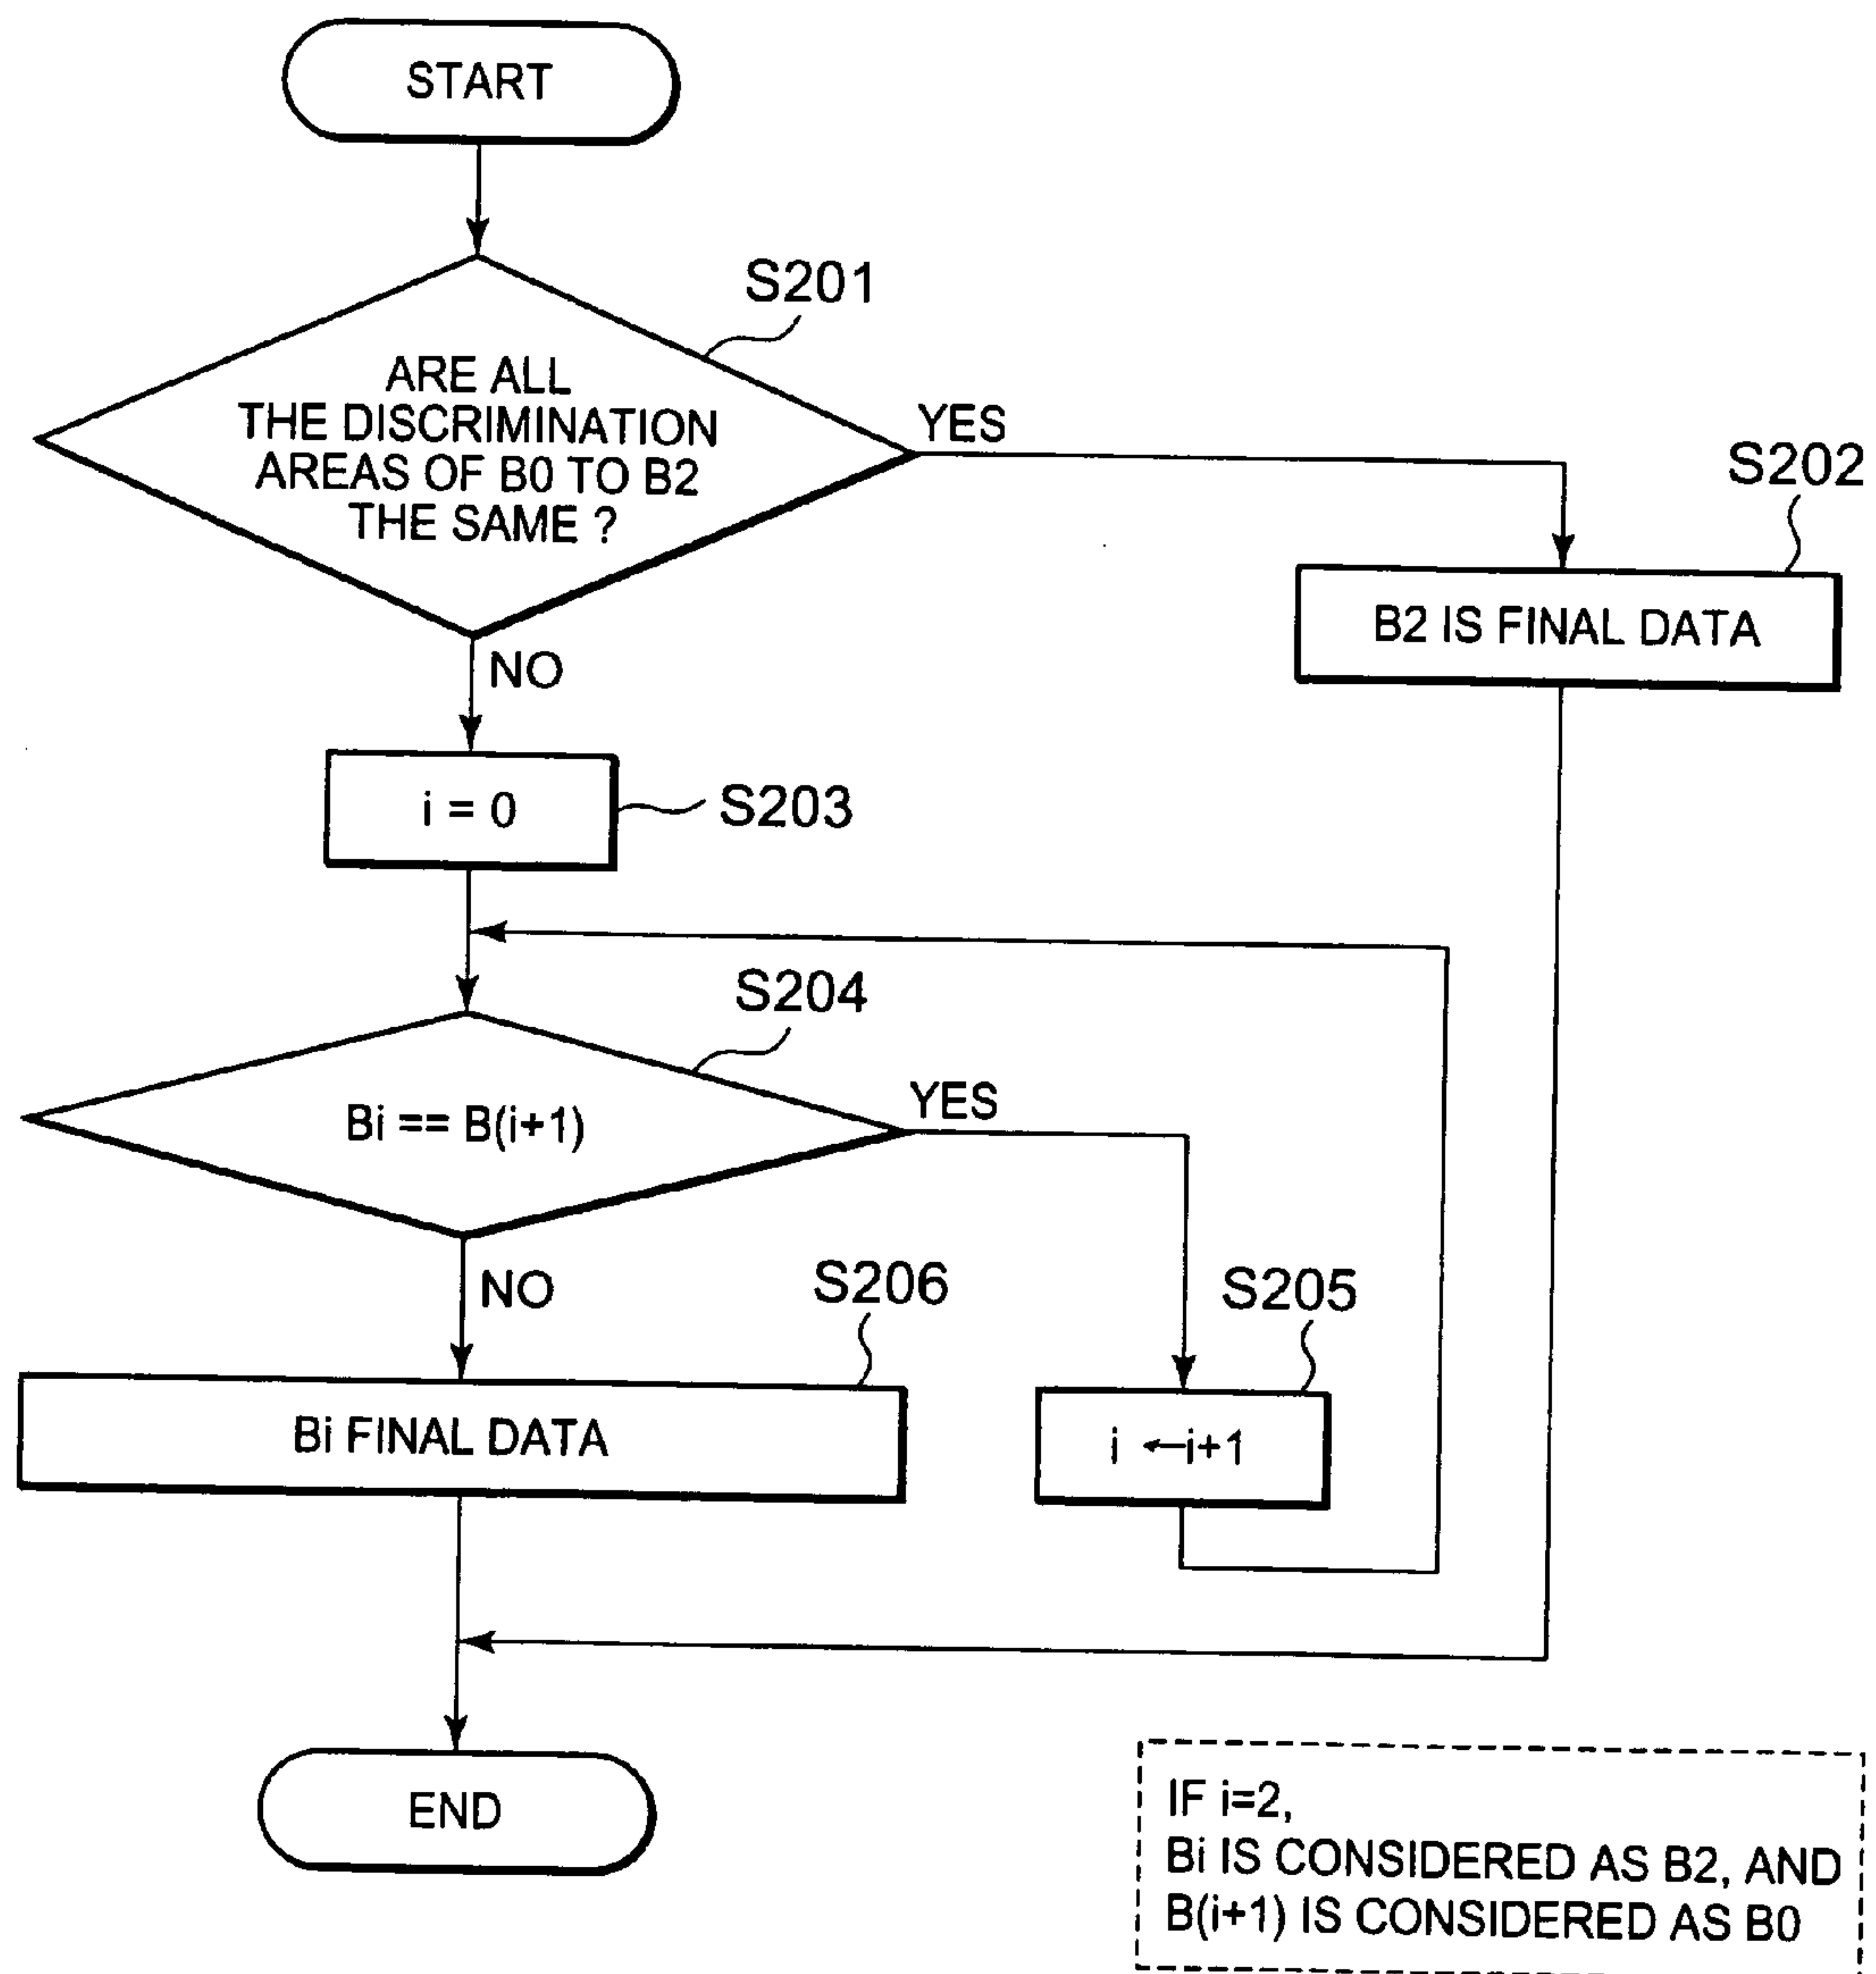 START
S201
ARE ALL
THE DISCRIMINATION
AREAS OF B0 TO B2
THE SAME ?
YES
S202
B2 IS FINAL DATA
NO
i = 0
S203
S204
Bi == B(i+1)
YES
NO
S206
S205
Bi FINAL DATA
i ←i+1
END
IF i=2,
Bi IS CONSIDERED AS B2, AND
B(i+1) IS CONSIDERED AS B0